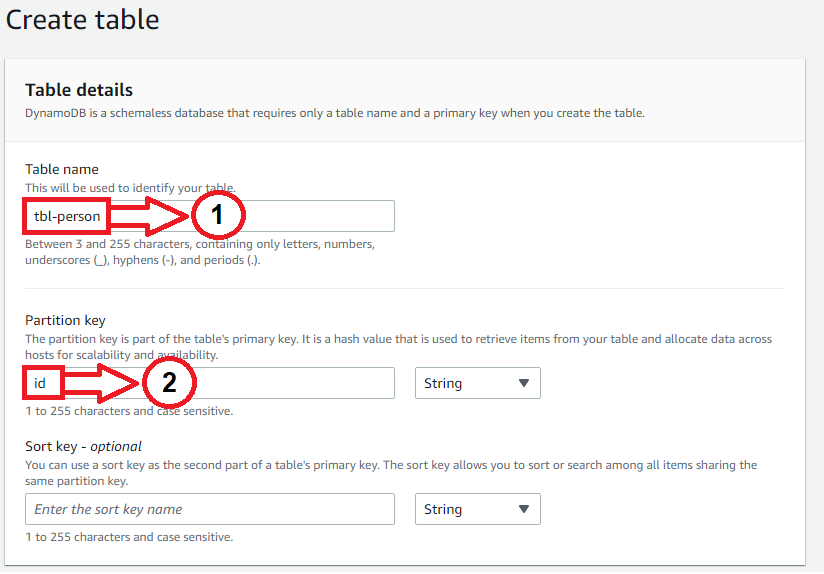 Create table
Table details
DynamoDB is a schemaless database that requires only a table name and a primary key when you create the table.
Table name
This will be used to identify your table.
tbl-person
1
Between 3 and 255 characters, containing only letters, numbers,
underscores (_), hyphens (-), and periods (.).
Partition key
The partition key is part of the table's primary key. It is a hash value that is used to retrieve items from your table and allocate data across
hosts for scalability and availability.
id
2
String
1 to 255 characters and case sensitive.
Sort key - optional
You can use a sort key as the second part of a table's primary key. The sort key allows you to sort or search among all items sharing the
same partition key.
Enter the sort key name
String
1 to 255 characters and case sensitive.